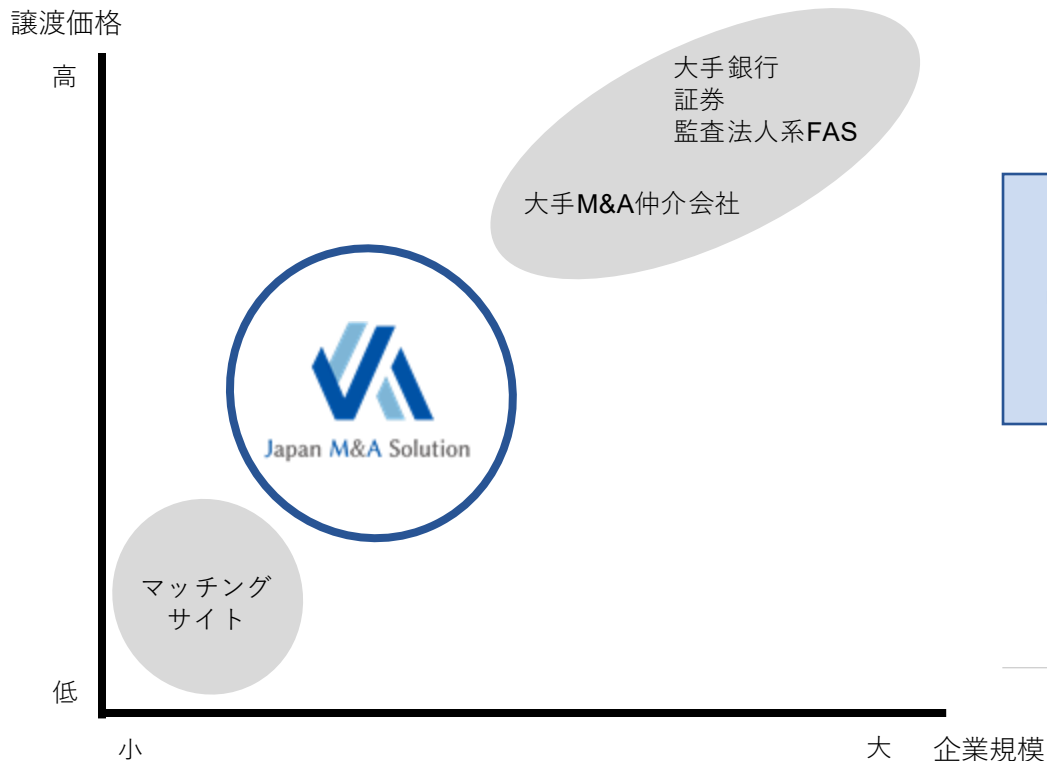 譲渡価格
高
大手銀行
証券
監査法人系FAS
大手M&A仲介会社
Japan M&A Solution
マッチング
サイト
低
小
大
企業規模